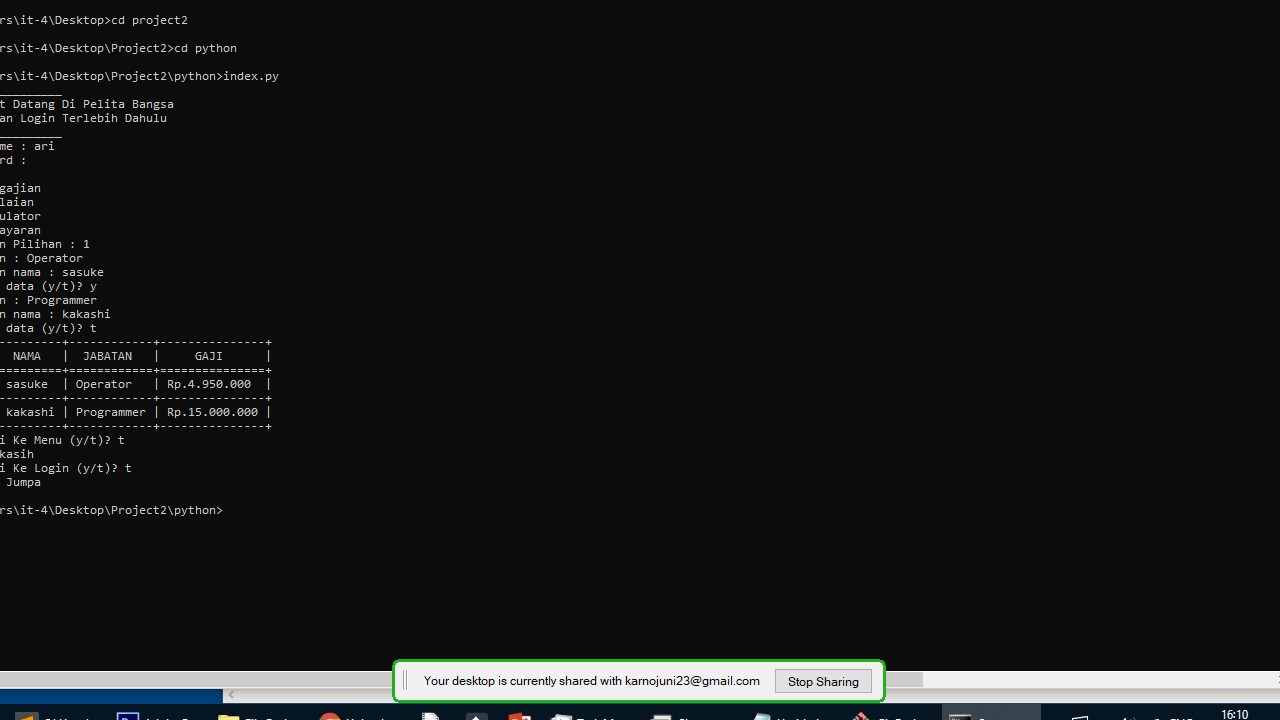 rs\it-4\Desktop>cd project2
rs\it-4\Desktop\Project2>cd python
rs\it-4\Desktop\Project2\python>index.py
_________
t Datang Di Pelita Bangsa
an Login Terlebih Dahulu
_________
me : ari
rd :
gajian
laian
ulator
ayaran
n Pilihan : 1
n : Operator
n nama : sasuke
data (y/t)? y
n : Programmer
n nama : kakashi
data (y/t)? t
---------+------------+---------------+
NAMA | JABATAN | GAJI |
=========+============+===============+
sasuke | Operator | Rp.4.950.000 |
---------+------------+---------------+
kakashi | Programmer | Rp.15.000.000 |
---------+------------+---------------+
i Ke Menu (y/t)? t
kasih
i Ke Login (y/t)? t
Jumpa
rs\it-4\Desktop\Project2\python>
Your desktop is currently shared with karnojuni23@gmail.com
Stop Sharing
16:10